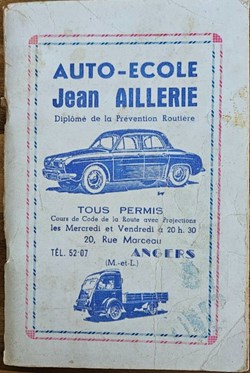 AUTO-ECOLE
Jean AILLERIE
Diplômé de la Prévention Routière
TOUS PERMIS
Cours de Code de la Route avec Projections
les Mercredi et Vendredi à 20 h. 30
20, Rue Marceau
TÉL. 52-07 ANGERS
(M.-et-L.)